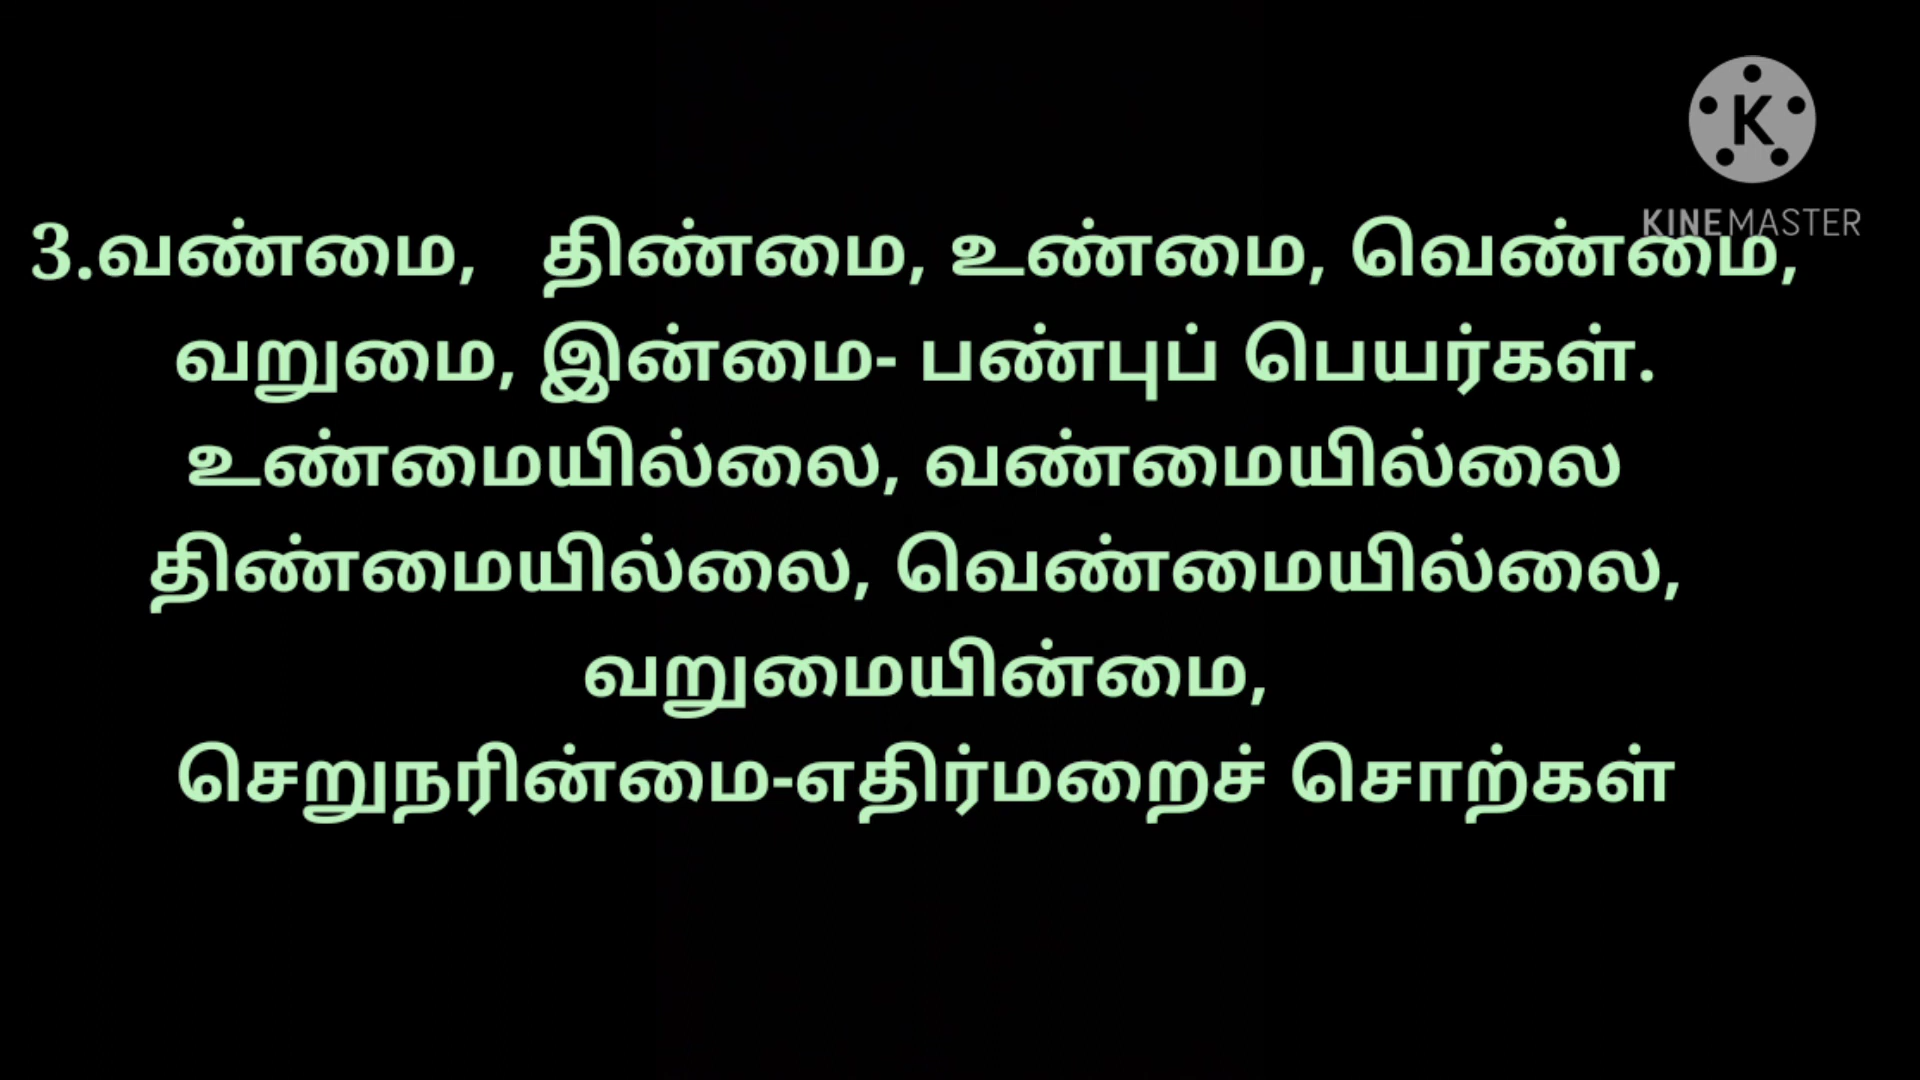 K
KINEMASTER
3.வண்மை, திண்மை, உண்மை, வெண்மை,
வறுமை, இன்மை- பண்புப் பெயர்கள்.
உண்மையில்லை, வண்மையில்லை
திண்மையில்லை, வெண்மையில்லை,
வறுமையின்மை,
செறுநரின்மை-எதிர்மறைச் சொற்கள்